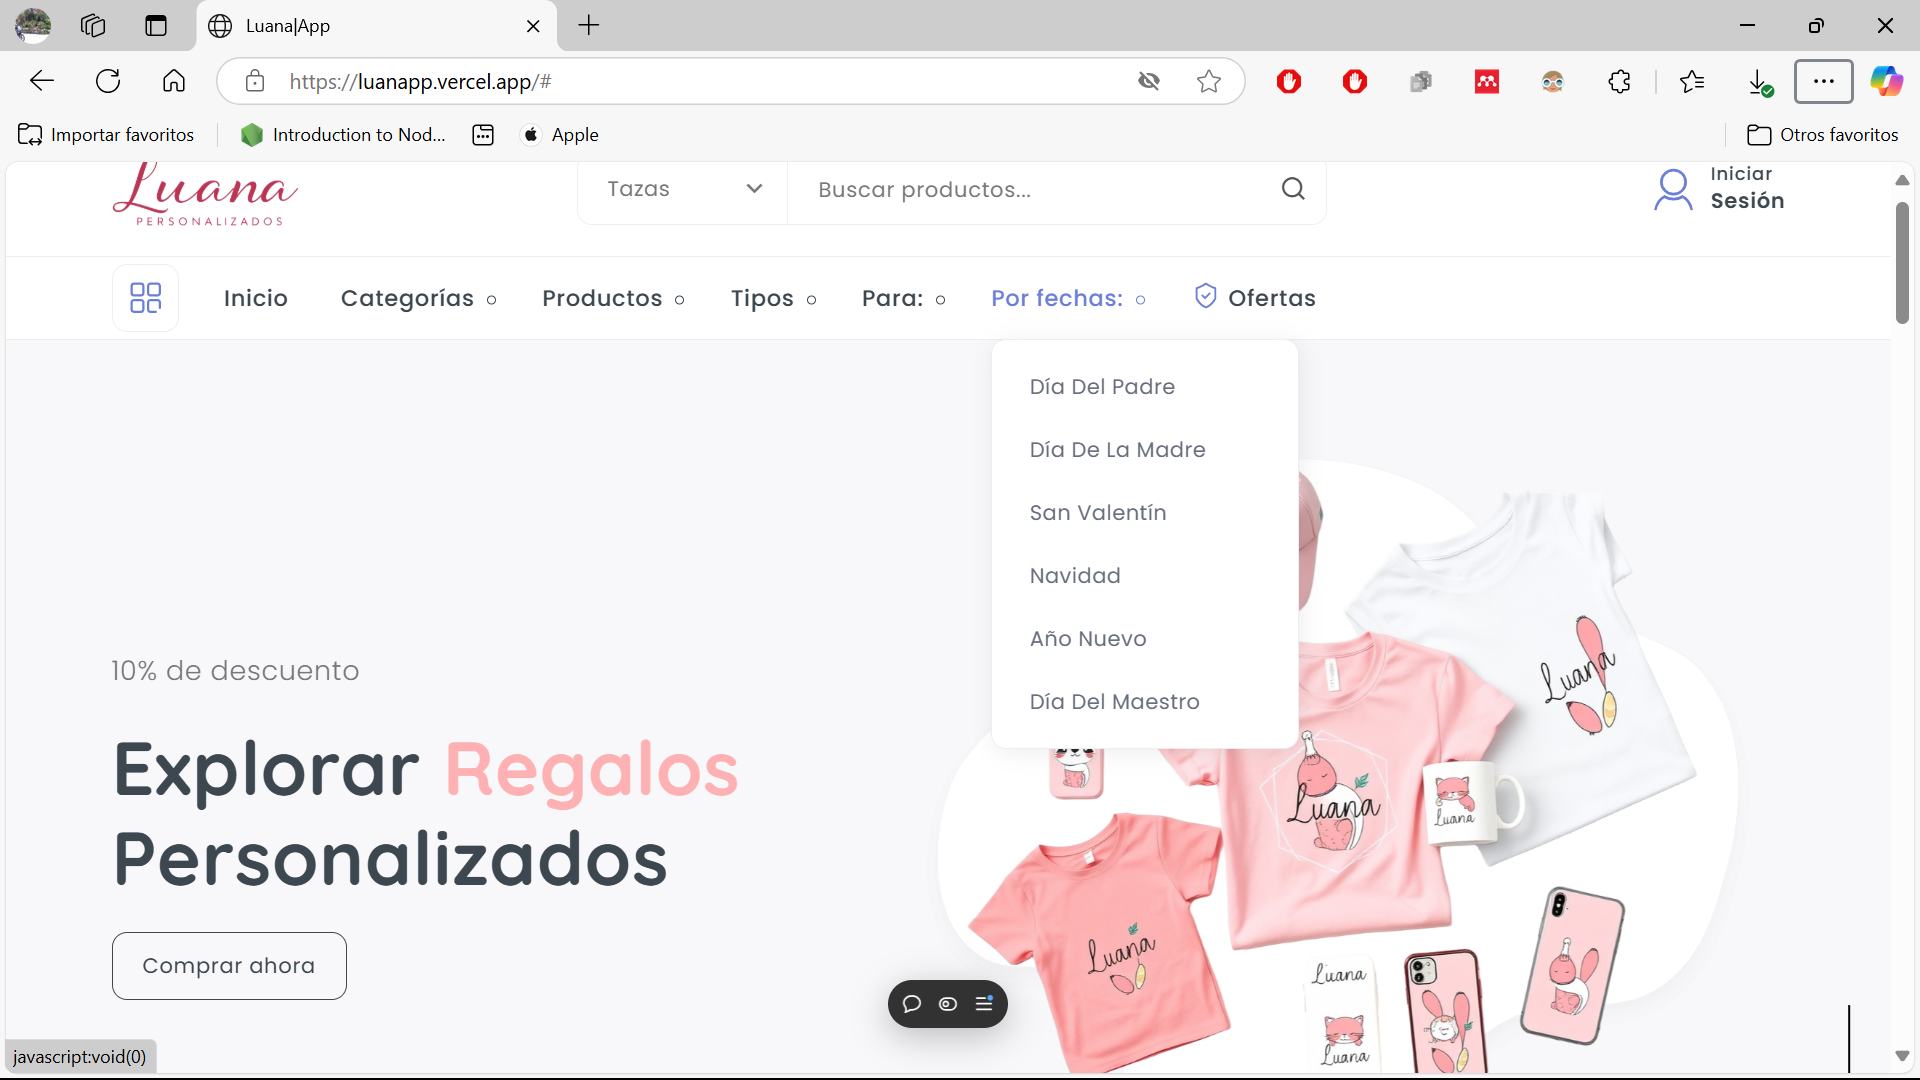 Luana|App
https://luanapp.vercel.app/#
Importar favoritos
Introduction to Nod...
Apple
Otros favoritos
Luana
PERSONALIZADOS
Tazas
Buscar productos...
Iniciar
Sesión
Inicio
Categorías
Productos
Tipos
Para:
Por fechas:
Ofertas
Día Del Padre
Día De La Madre
San Valentín
Navidad
Año Nuevo
Día Del Maestro
10% de descuento
Explorar Regalos
Personalizados
Comprar ahora
Luana
Luana
Luana
Luana
Luana
Luana
javascript:void(0)